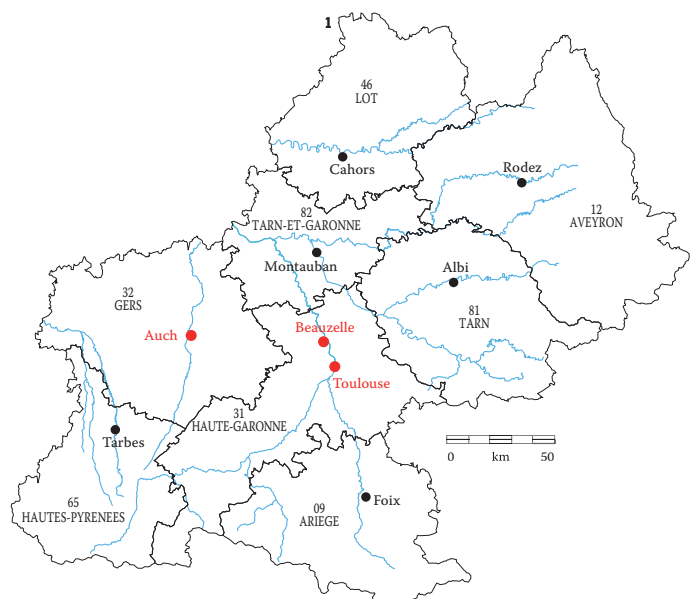 1
46
LOT
Cahors
Rodez
12
AVEYRON
82
TARN-ET-GARONNE
Montauban
Albi
81
TARN
32
GERS
Auch
Beauzelle
Toulouse
31
HAUTE-GARONNE
Tarbes
0 km 50
65
HAUTES-PYRENEES
09
ARIEGE
Foix